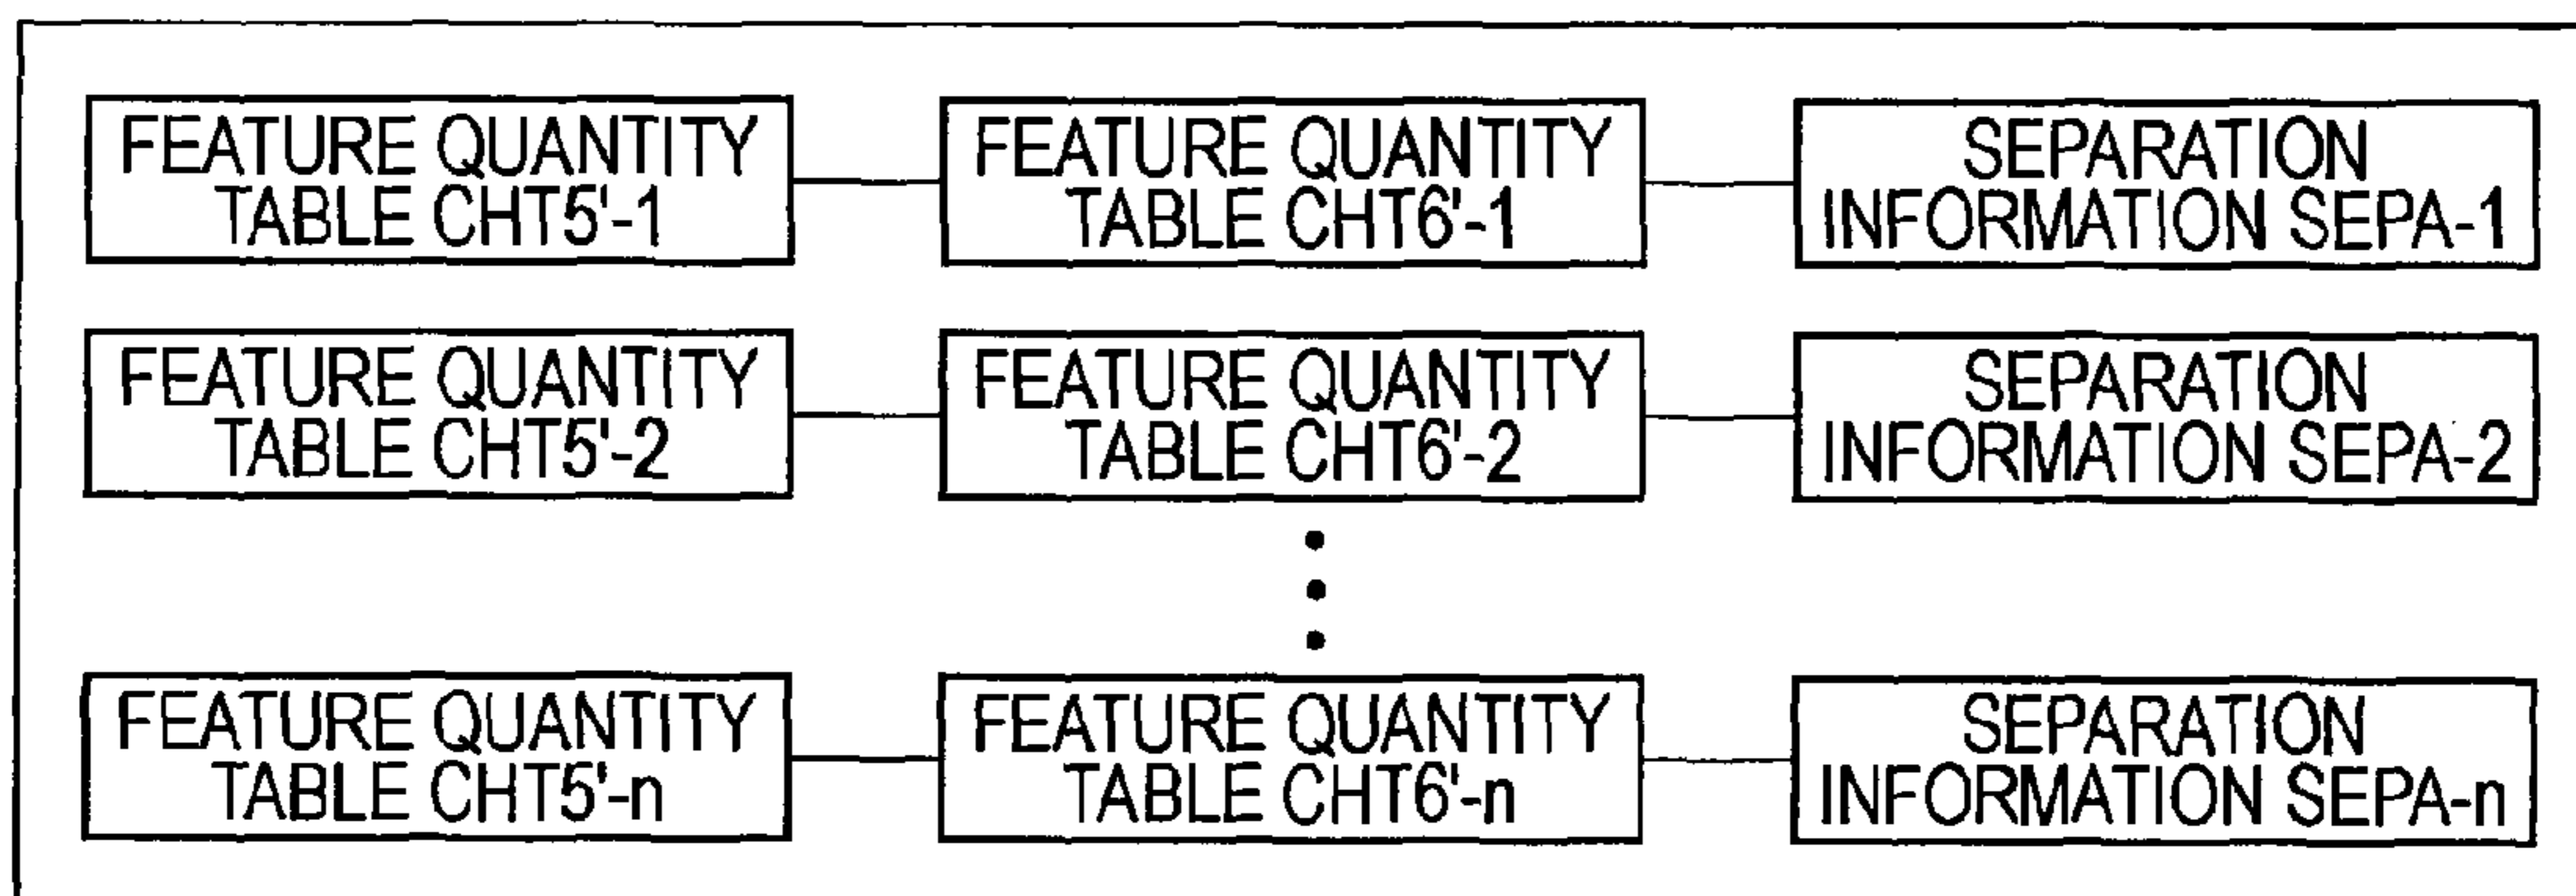 FEATURE QUANTITY
TABLE CHT5'-1
FEATURE QUANTITY
TABLE CHT6'-1
SEPARATION
INFORMATION SEPA-1
FEATURE QUANTITY
TABLE CHT5'-2
FEATURE QUANTITY
TABLE CHT6'-2
SEPARATION
INFORMATION SEPA-2
FEATURE QUANTITY
TABLE CHT5'-n
FEATURE QUANTITY
TABLE CHT6'-n
SEPARATION
INFORMATION SEPA-n